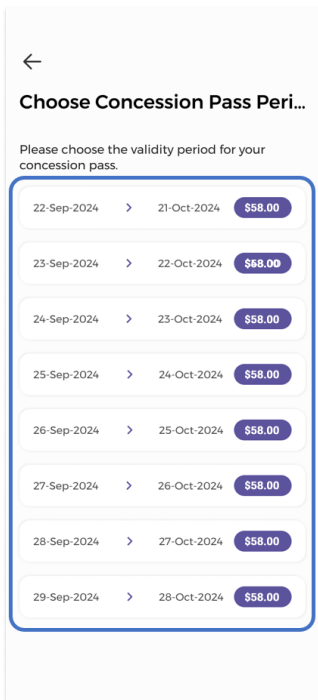 Choose Concession Pass Peri...
Please choose the validity period for your
concession pass.
22-Sep-2024 > 21-Oct-2024 $58.00
23-Sep-2024 > 22-Oct-2024 $58.00
24-Sep-2024 > 23-Oct-2024 $58.00
25-Sep-2024 > 24-Oct-2024 $58.00
26-Sep-2024 > 25-Oct-2024 $58.00
27-Sep-2024 > 26-Oct-2024 $58.00
28-Sep-2024 > 27-Oct-2024 $58.00
29-Sep-2024 > 28-Oct-2024 $58.00